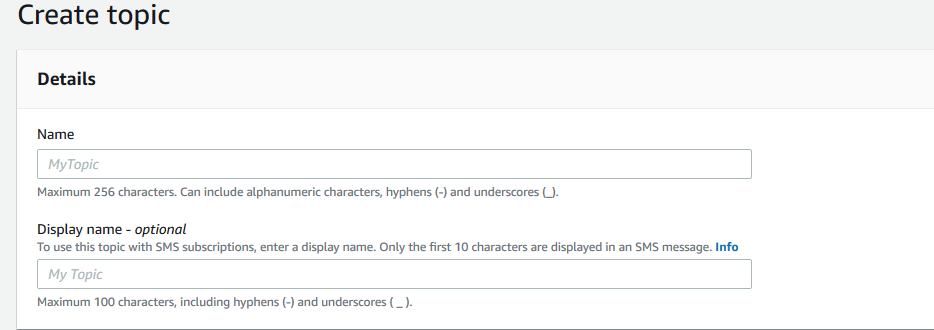 Create topic
Details
Name
MyTopic
Maximum 256 characters. Can include alphanumeric characters, hyphens (-) and underscores (_).
Display name - optional
To use this topic with SMS subscriptions, enter a display name. Only the first 10 characters are displayed in an SMS message. Info
My Topic
Maximum 100 characters, including hyphens (-) and underscores ( _ ).